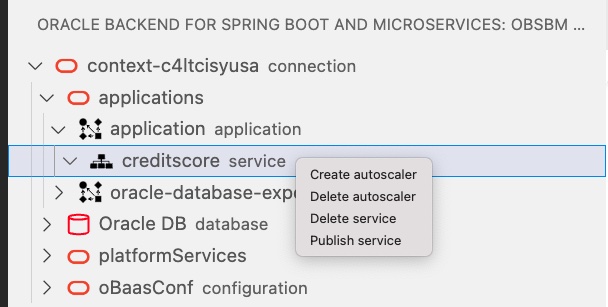 ORACLE BACKEND FOR SPRING BOOT AND MICROSERVICES: OBSBM ...
context-c4ltcisyusa connection
applications
application application
creditscore service
Create autoscaler
Delete autoscaler
Delete service
Publish service
oracle-database-exp
Oracle DB database
platformServices
oBaasConf configuration